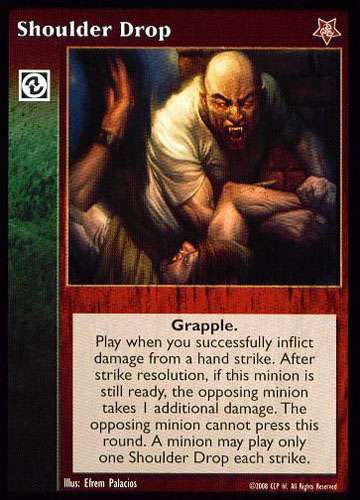 Shoulder Drop
Grapple.
Play when you successfully inflict
damage from a hand strike. After
strike resolution, if this minion is
still ready, the opposing minion
takes 1 additional damage. The
opposing minion cannot press this
round. A minion may play only
one Shoulder Drop each strike.
Illus: Efrem Palacios
©2008 CCP hf. All Rights Reserved